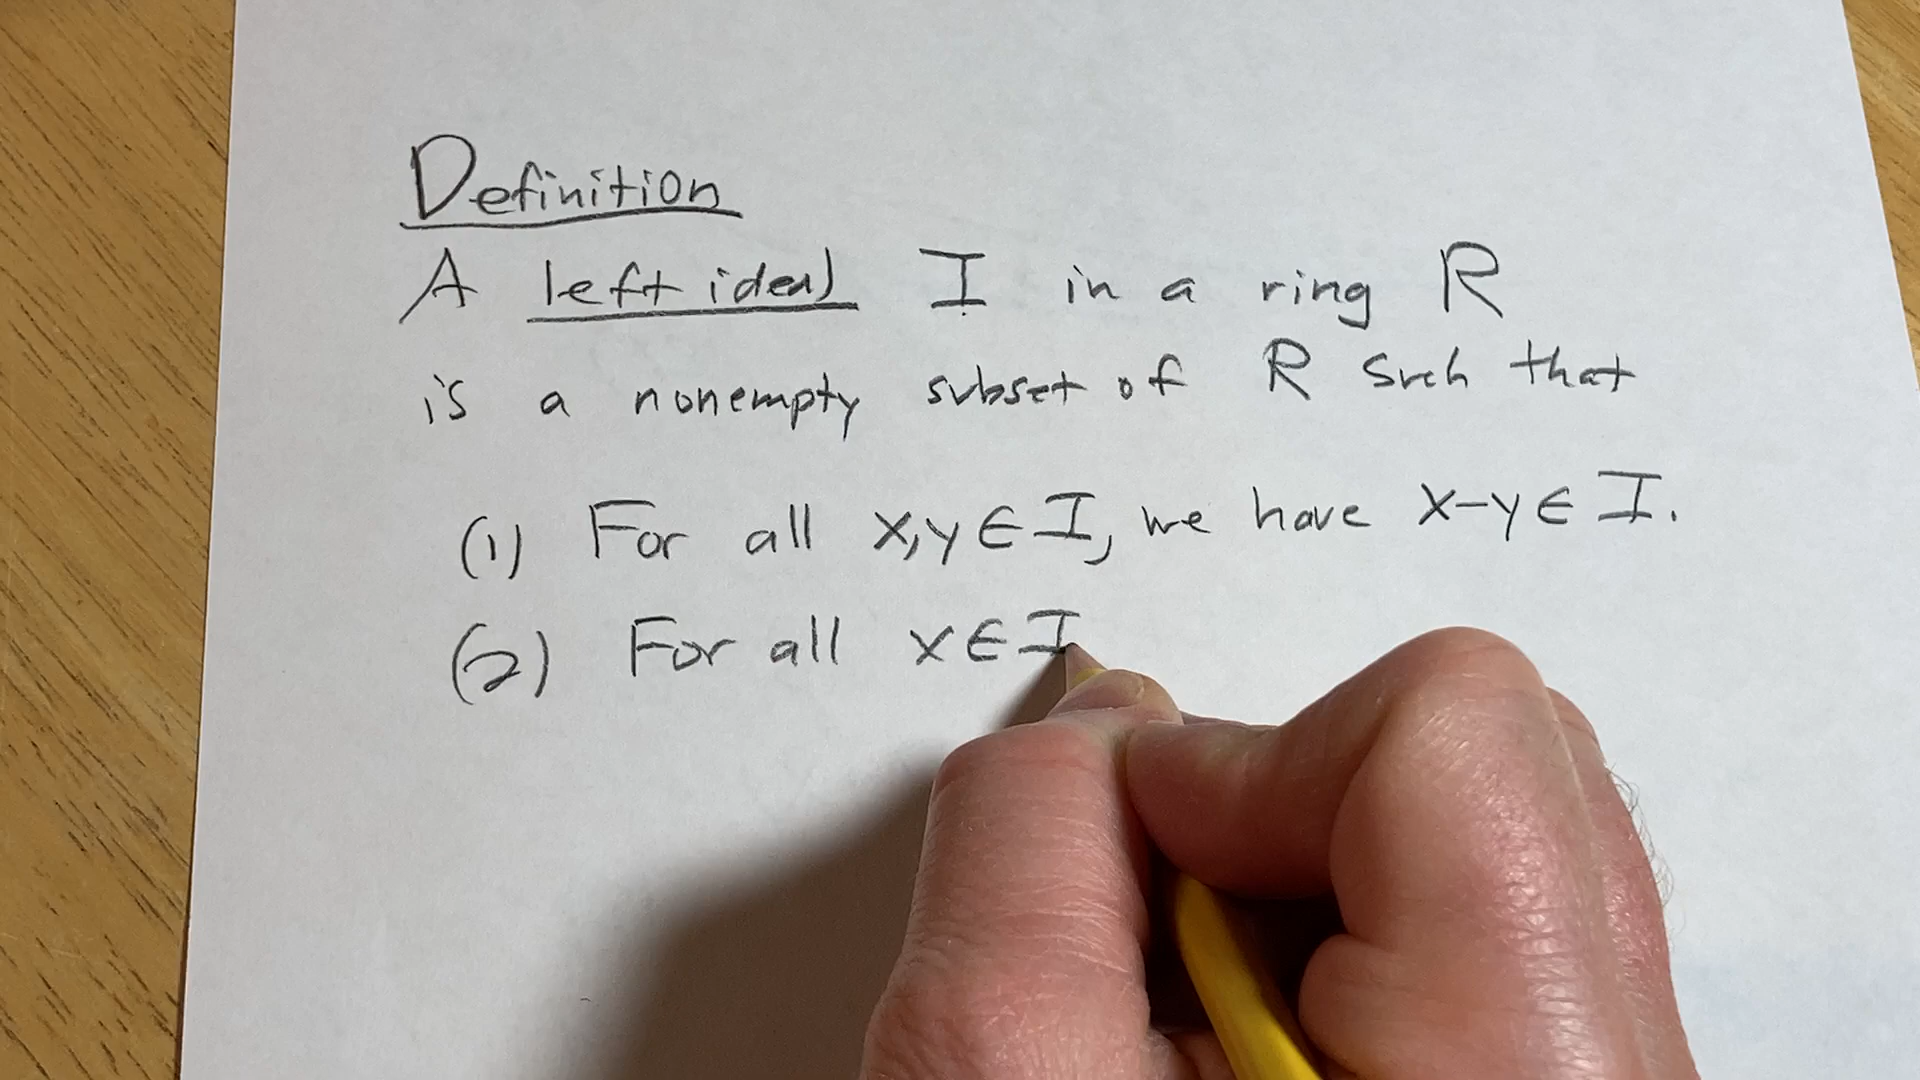 Definition
A left ideal I in a ring R
is a nonempty subset of R such that
(1) For all x,y ∈ I, we have x-y ∈ I.
(2) For all x ∈ I